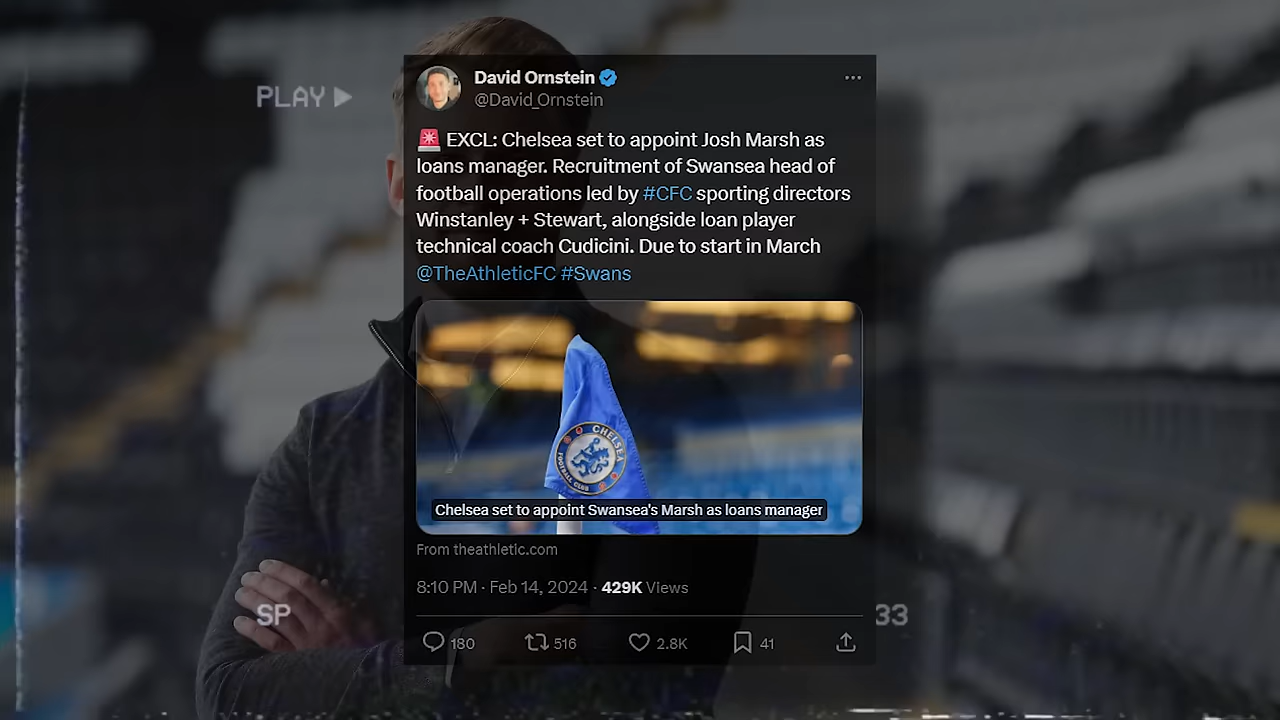 PLAY
David Ornstein
@David_Ornstein
🚨 EXCL: Chelsea set to appoint Josh Marsh as
loans manager. Recruitment of Swansea head of
football operations led by #CFC sporting directors
Winstanley + Stewart, alongside loan player
technical coach Cudicini. Due to start in March
@TheAthleticFC #Swans
CHELSEA
FOOTBALL CLUB
Chelsea set to appoint Swansea's Marsh as loans manager
From theathletic.com
8:10 PM · Feb 14, 2024 · 429K Views
SP
33
180 516 2.8K 41